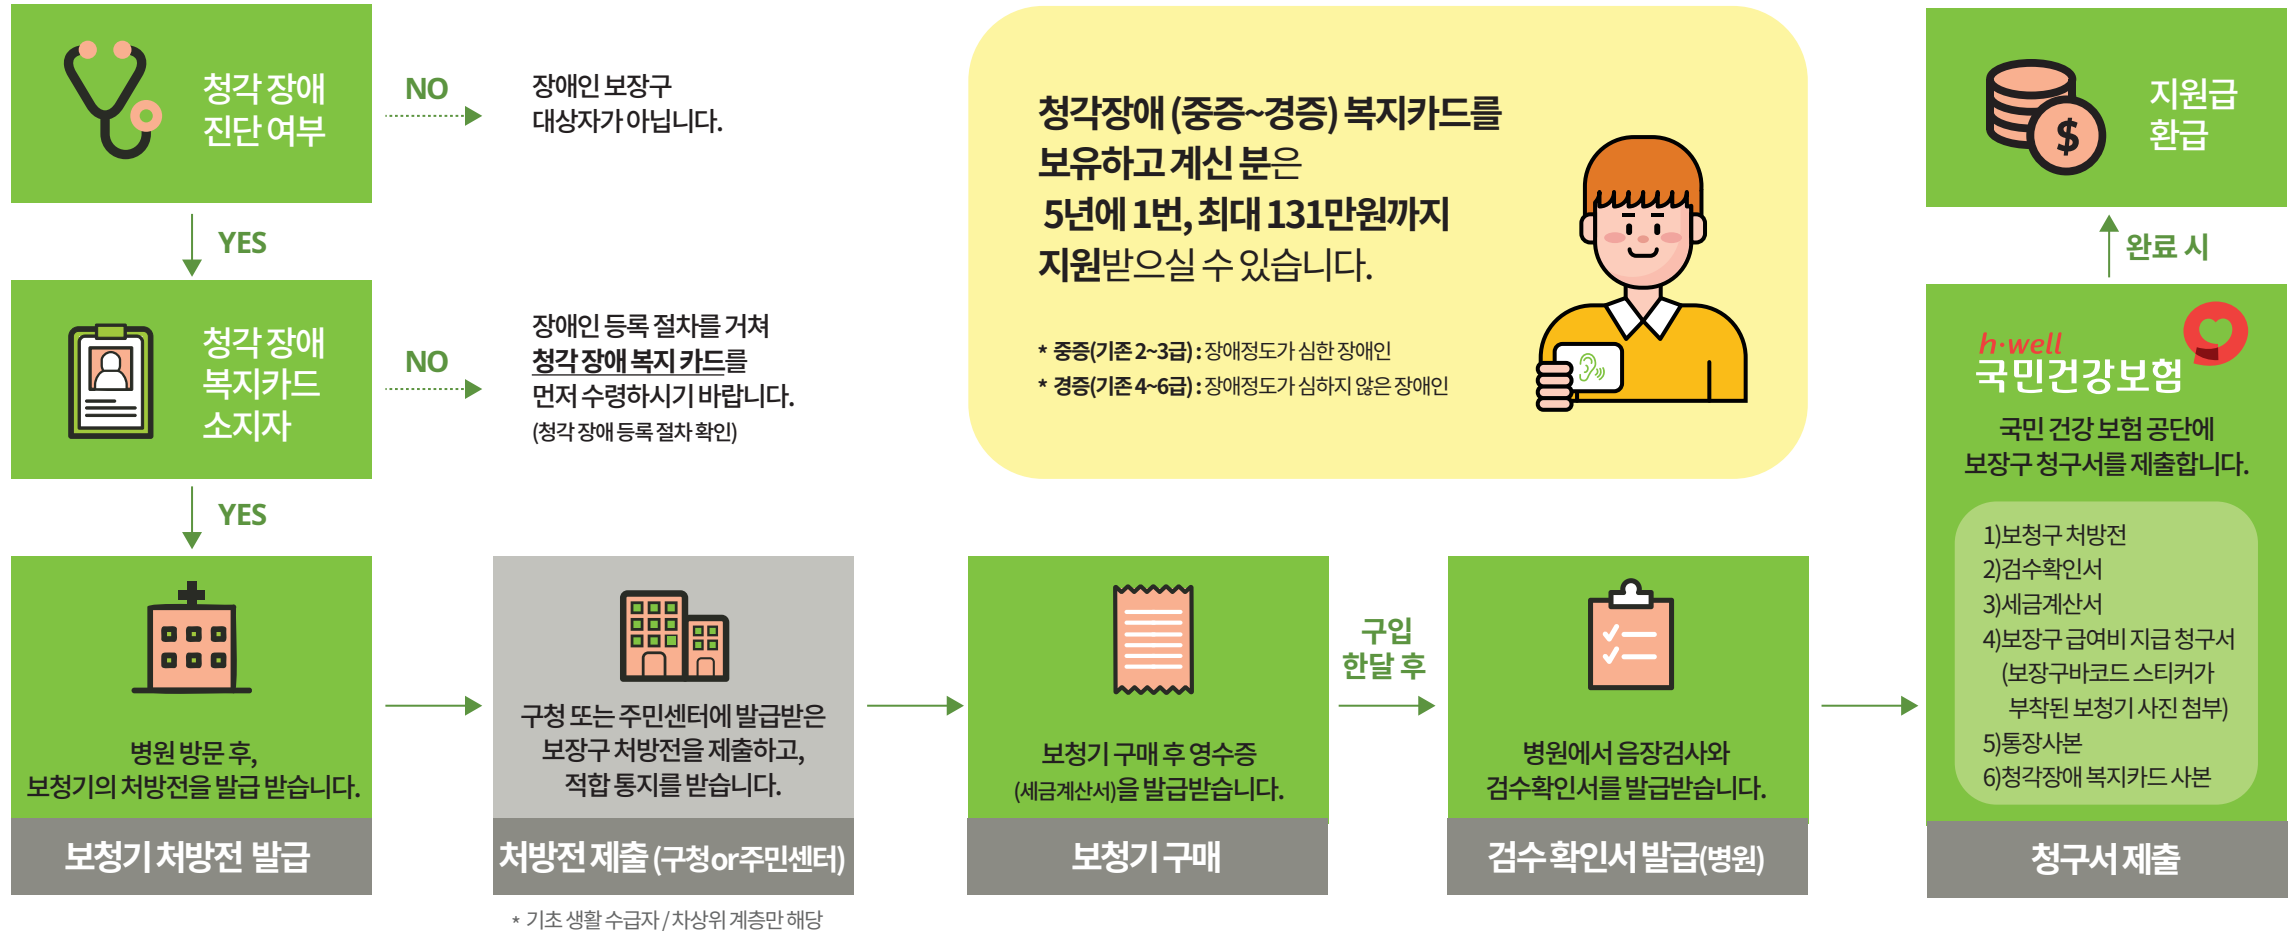 청각 장애
진단 여부
NO
장애인 보장구
대상자가 아닙니다.
YES
청각 장애
복지카드
소지자
NO
장애인 등록 절차를 거쳐
청각 장애 복지 카드를
먼저 수령하시기 바랍니다.
(청각 장애 등록 절차 확인)
YES
청각장애 (중증~경증) 복지카드를
보유하고 계신 분은
5년에 1번, 최대 131만원까지
지원받으실 수 있습니다.
* 중증(기존 2~3급) : 장애정도가 심한 장애인
* 경증(기존 4~6급) : 장애정도가 심하지 않은 장애인
병원 방문 후,
보청기의 처방전을 발급 받습니다.
보청기 처방전 발급
구청 또는 주민센터에 발급받은
보장구 처방전을 제출하고,
적합 통지를 받습니다.
처방전 제출 (구청or주민센터)
* 기초 생활 수급자 / 차상위 계층만 해당
보청기 구매 후 영수증
(세금계산서)을 발급받습니다.
보청기 구매
구입
한달 후
병원에서 음장검사와
검수확인서를 발급받습니다.
검수 확인서 발급(병원)
h·well
국민건강보험
국민 건강 보험 공단에
보장구 청구서를 제출합니다.
1)보청구 처방전
2)검수확인서
3)세금계산서
4)보장구 급여비 지급 청구서
(보장구바코드 스티커가
부착된 보청기 사진 첨부)
5)통장사본
6)청각장애 복지카드 사본
청구서 제출
완료 시
지원급
환급
$